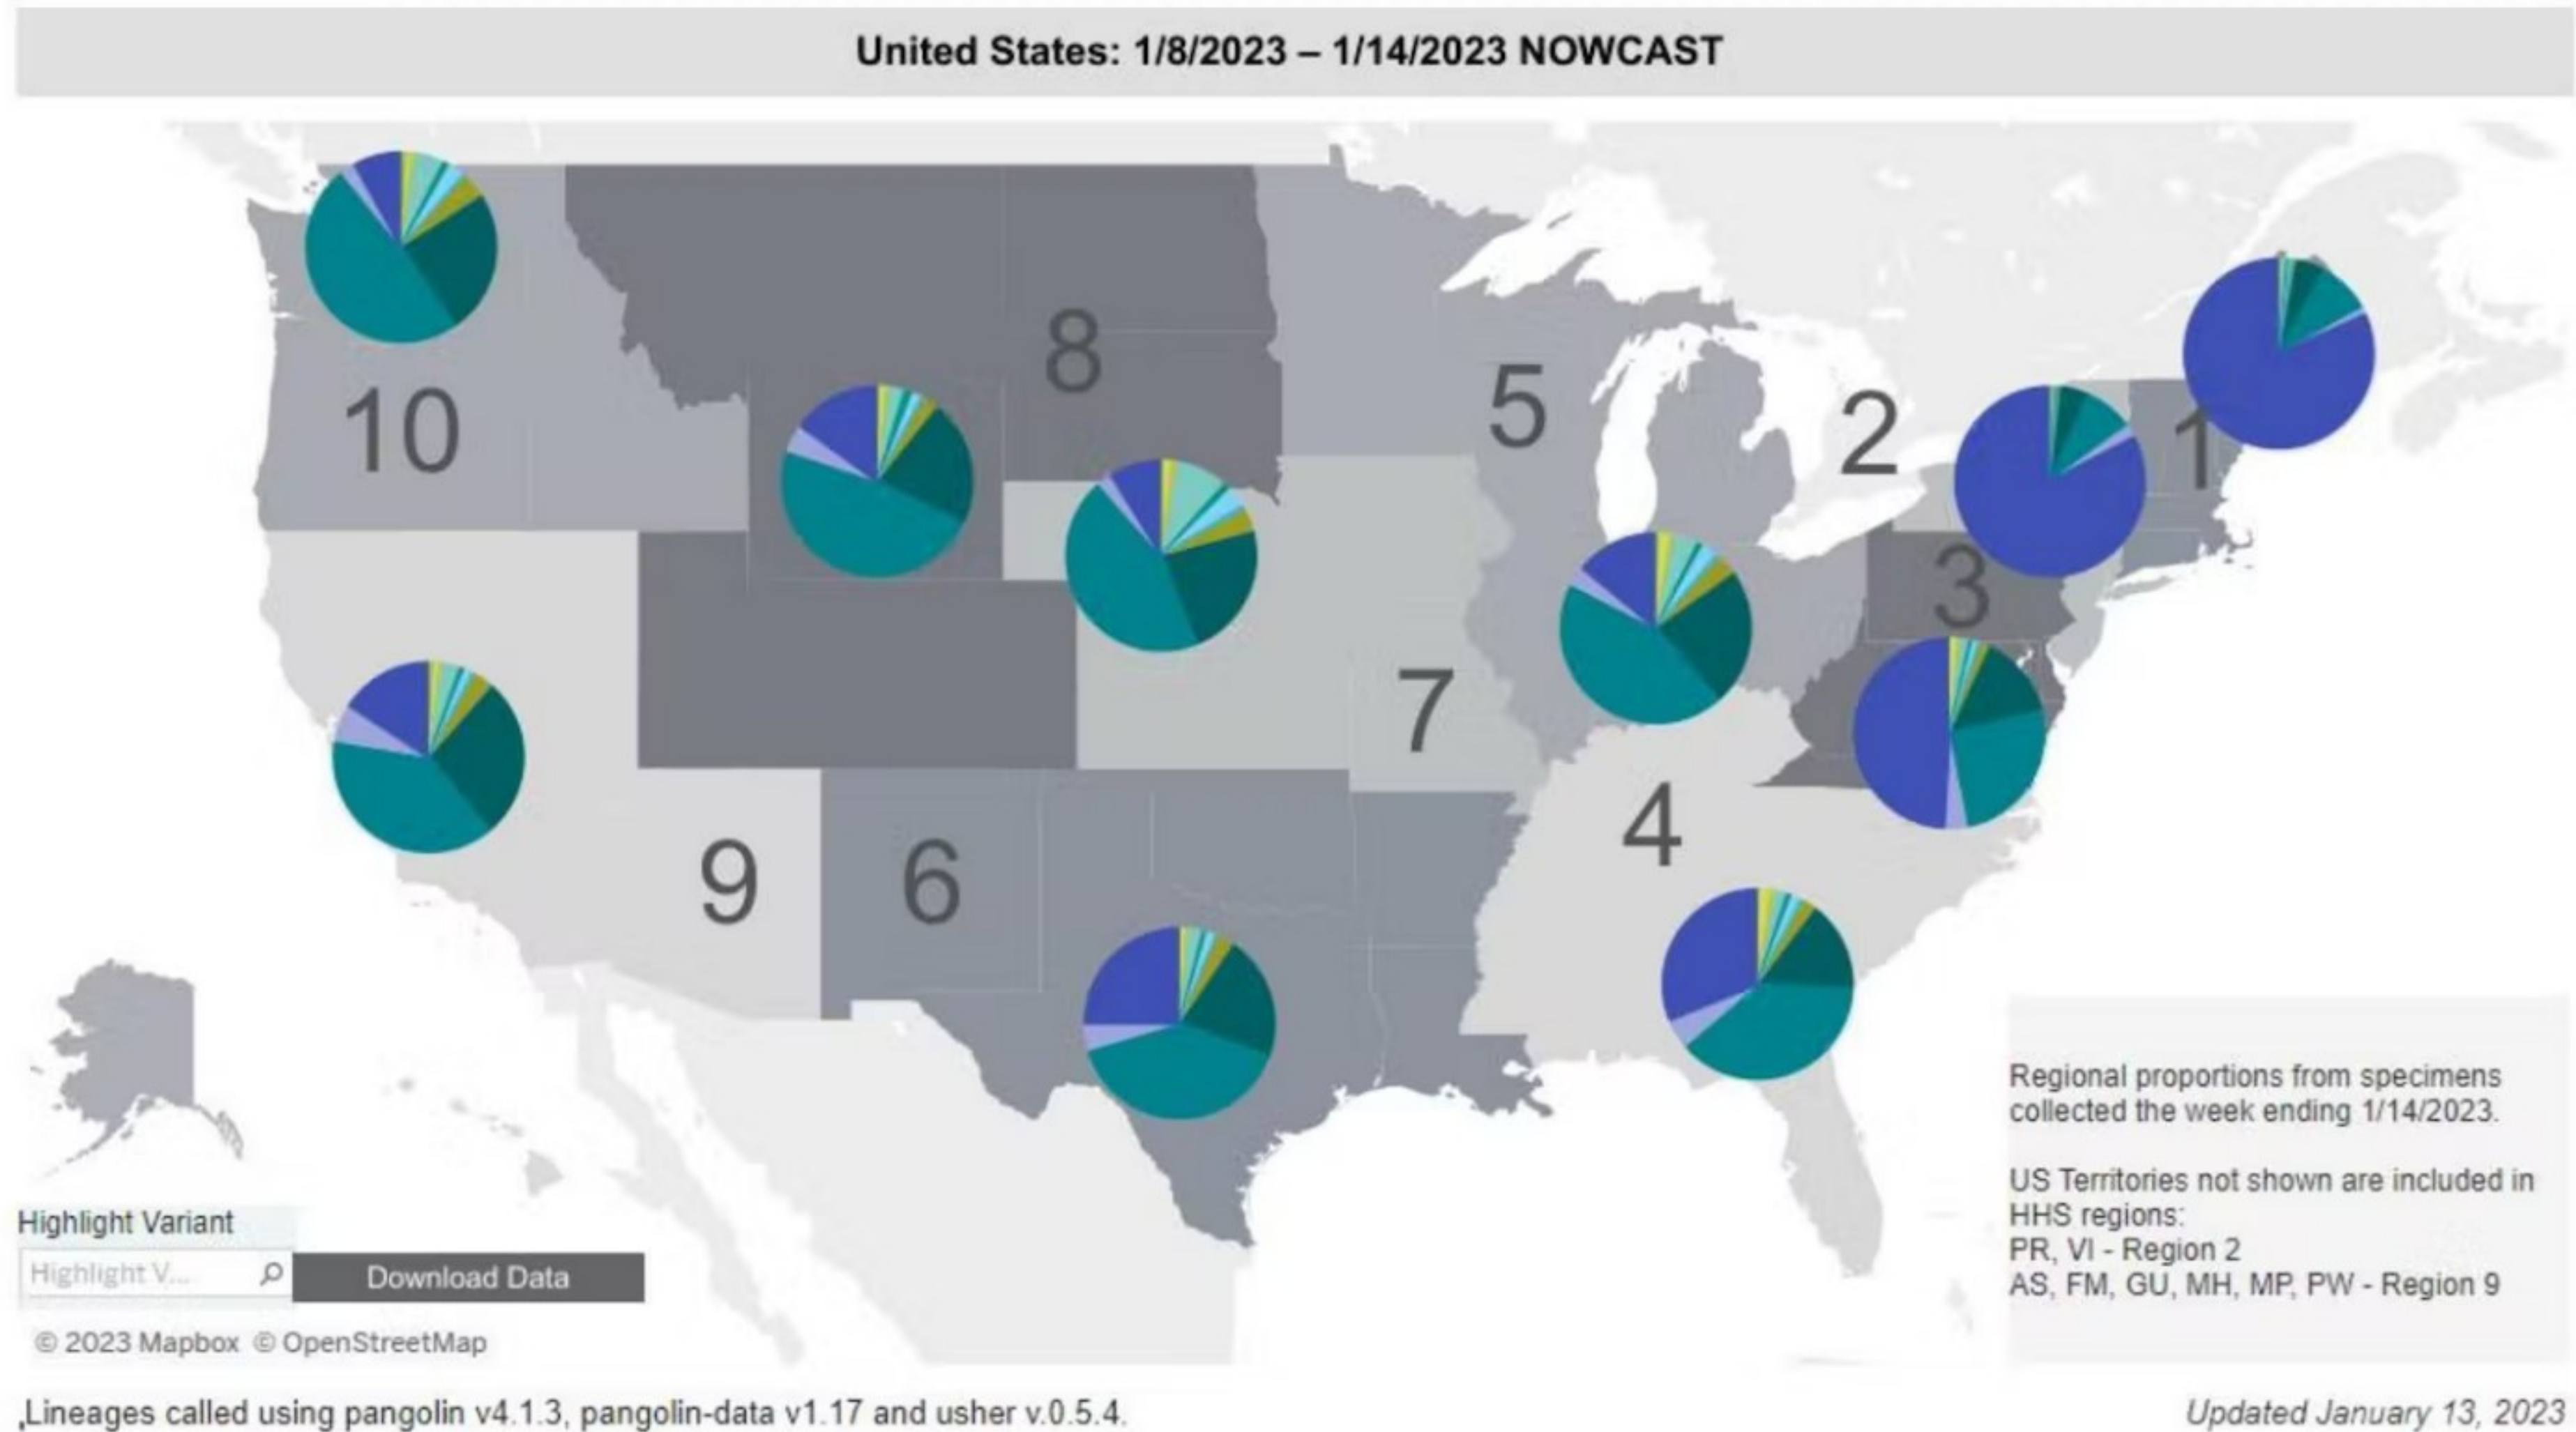 United States: 1/8/2023 – 1/14/2023 NOWCAST
8
10
5
2
1
3
7
4
9
6
Regional proportions from specimens
collected the week ending 1/14/2023.
US Territories not shown are included in
HHS regions:
PR, VI - Region 2
AS, FM, GU, MH, MP, PW - Region 9
Highlight Variant
Highlight V...
Download Data
© 2023 Mapbox © OpenStreetMap
,Lineages called using pangolin v4.1.3, pangolin-data v1.17 and usher v.0.5.4.
Updated January 13, 2023